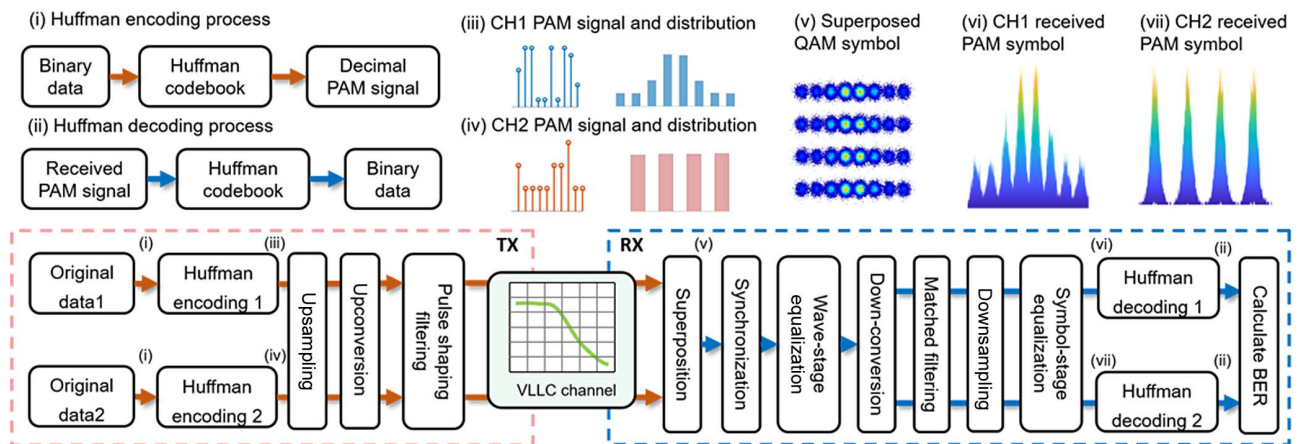 (i) Huffman encoding process
Binary
data
Huffman
codebook
Decimal
PAM signal
(ii) Huffman decoding process
Received
PAM signal
Huffman
codebook
Binary
data
(iii) CH1 PAM signal and distribution
(iv) CH2 PAM signal and distribution
(v) Superposed
QAM symbol
(vi) CH1 received
PAM symbol
(vii) CH2 received
PAM symbol
TX
Original
data1
(i)
Huffman
encoding 1
(iii)
Original
data2
(i)
Huffman
encoding 2
(iv)
Upsampling
Upconversion
Pulse shaping
filtering
VLLC channel
RX
Superposition
(v)
Synchronization
Wave-stage
equalization
Down-conversion
Matched filtering
Downsampling
Symbol-stage
equalization
(vi)
Huffman
decoding 1
(ii)
(vii)
Huffman
decoding 2
(ii)
Calculate BER